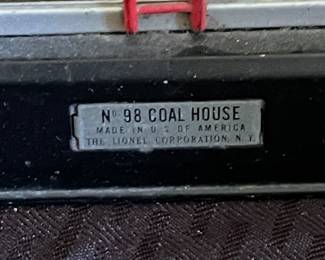 Nº 98 COAL HOUSE
MADE IN U.S. OF AMERICA
THE LIONEL CORPORATION, N.Y.